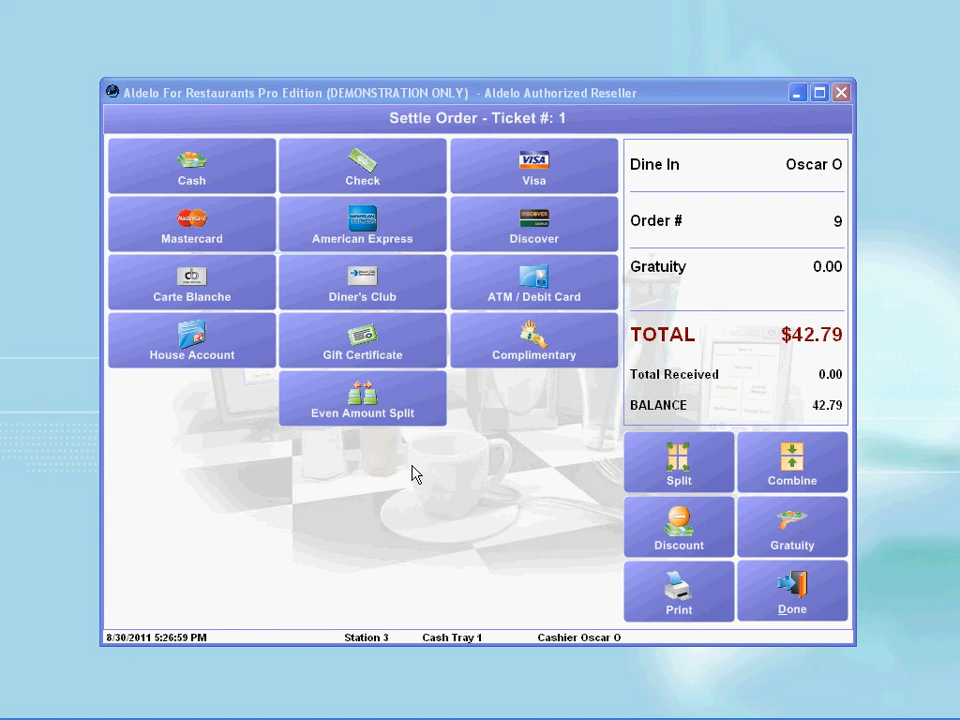 Aldelo For Restaurants Pro Edition (DEMONSTRATION ONLY) - Aldelo Authorized Reseller
Settle Order - Ticket #: 1
Cash
Check
VISA
Visa
MasterCard
Mastercard
American Express
DISCOVER
Discover
Carte Blanche
Diner's Club
ATM / Debit Card
House Account
Gift Certificate
Complimentary
Even Amount Split
Dine In Oscar O
Order # 9
Gratuity 0.00
TOTAL $42.79
Total Received 0.00
BALANCE 42.79
Split
Combine
Discount
Gratuity
Print
Done
8/30/2011 5:26:59 PM Station 3 Cash Tray 1 Cashier Oscar O